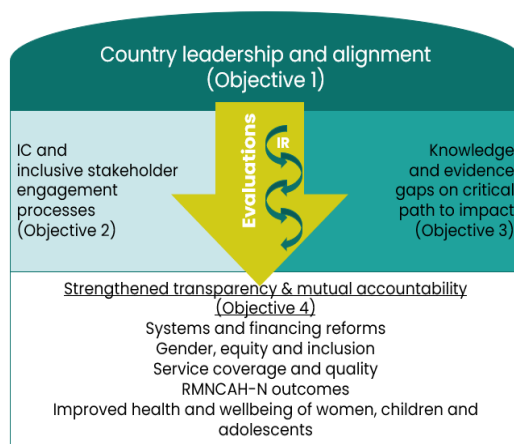 Country leadership and alignment
(Objective 1)
Evaluations
IR
IC and
inclusive stakeholder
engagement
processes
(Objective 2)
Knowledge
and evidence
gaps on critical
path to impact
(Objective 3)
Strengthened transparency & mutual accountability
(Objective 4)
Systems and financing reforms
Gender, equity and inclusion
Service coverage and quality
RMNCAH-N outcomes
Improved health and wellbeing of women, children and
adolescents